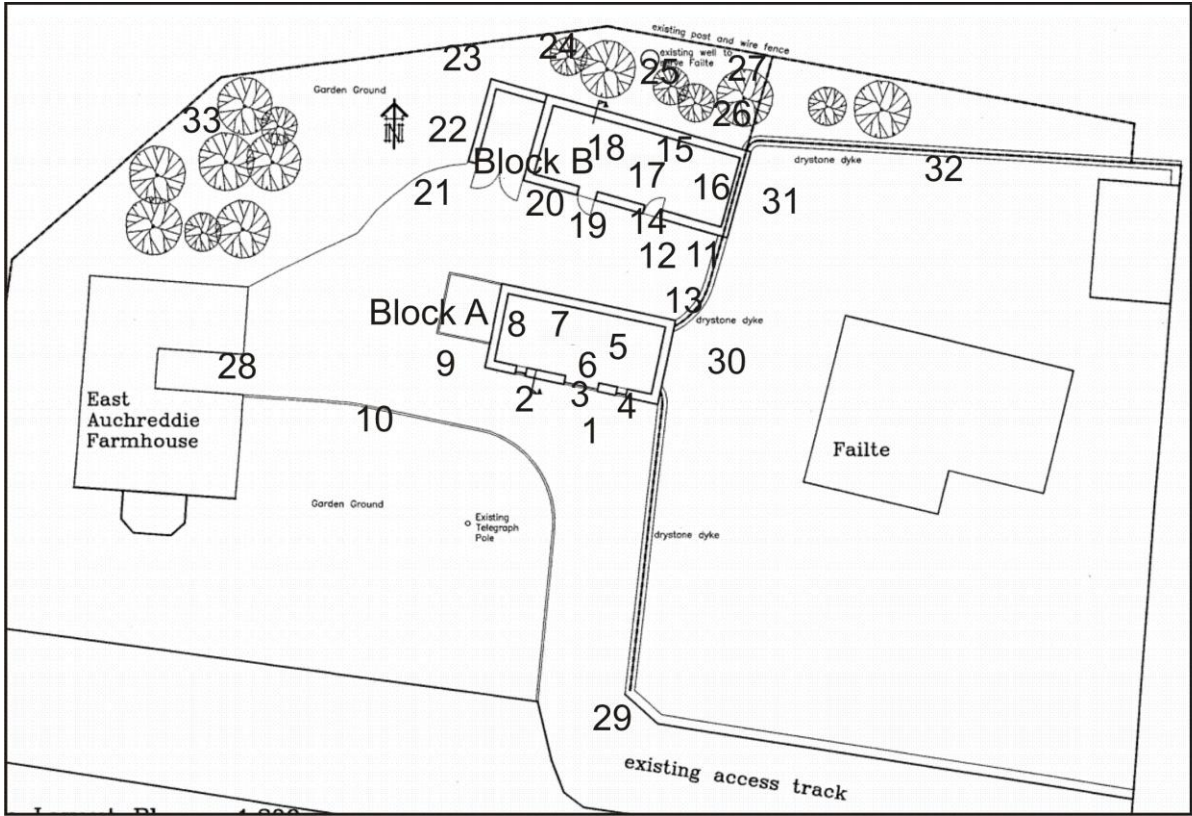 existing post and wire fence
23
24
existing well to
Failte
25
27
Garden Ground
26
33
N
22
18
15
drystone dyke
32
Block B
17
16
21
20
31
19
14
12
11
13
Block A
8
7
drystone dyke
5
30
9
6
28
2
3
4
East
Auchreddie
Farmhouse
10
1
Failte
Garden Ground
Existing
Telegraph
Pole
drystone dyke
29
existing access track